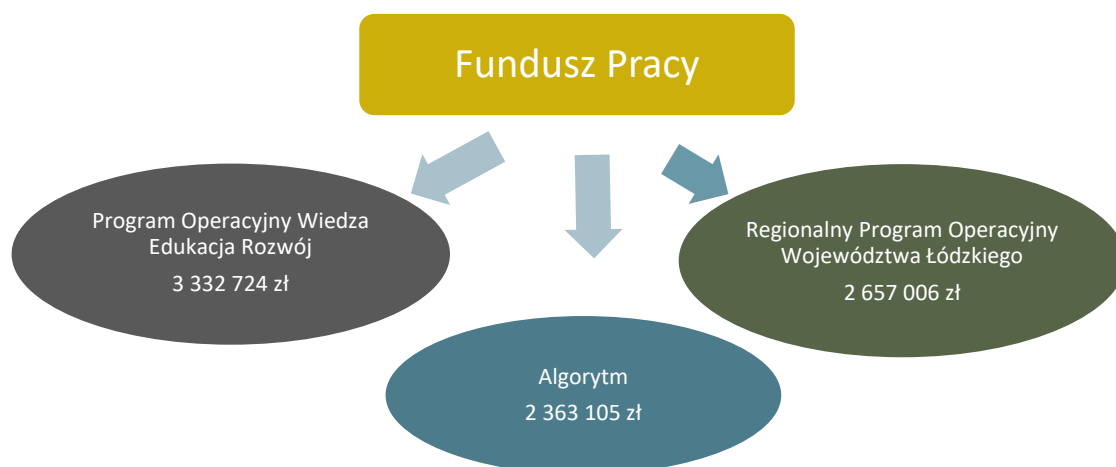 Fundusz Pracy
Program Operacyjny Wiedza
Edukacja Rozwój
3 332 724 zł
Regionalny Program Operacyjny
Województwa Łódzkiego
2 657 006 zł
Algorytm
2 363 105 zł